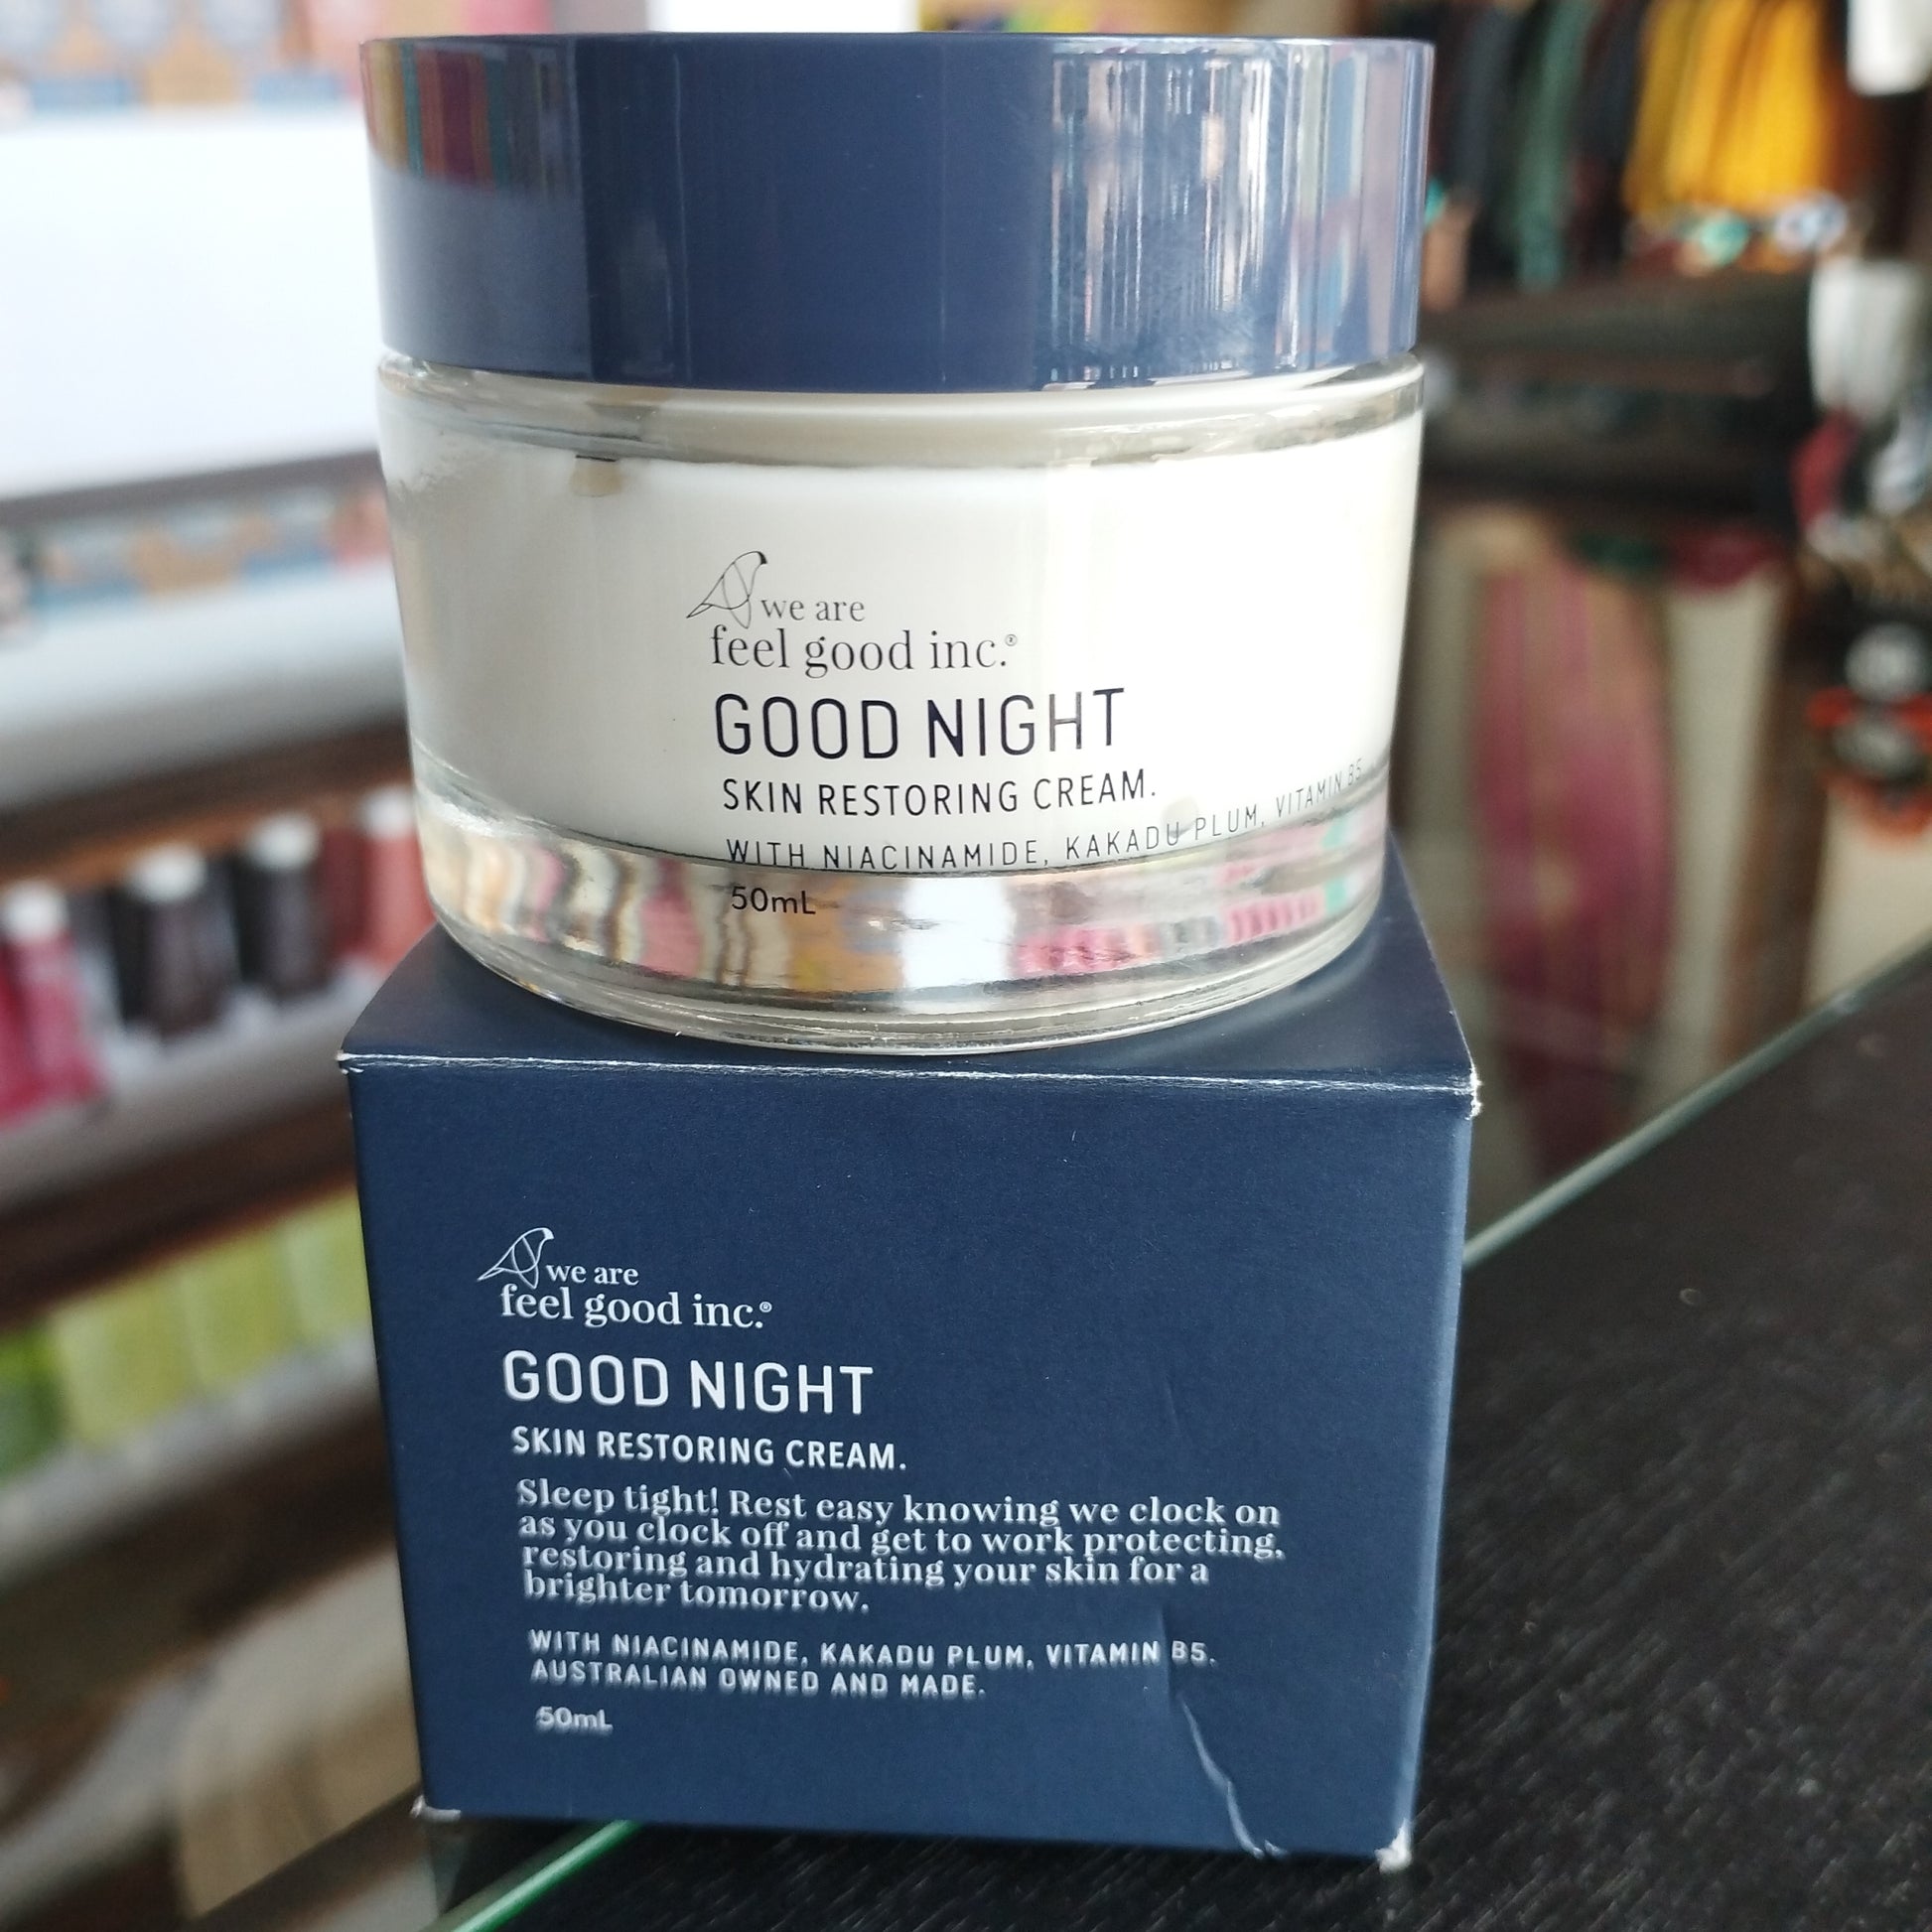 we are
feel good inc.®
GOOD NIGHT
SKIN RESTORING CREAM.
WITH NIACINAMIDE, KAKADU PLUM, VITAMIN B5.
50mL
we are
feel good inc.®
GOOD NIGHT
SKIN RESTORING CREAM.
Sleep tight! Rest easy knowing we clock on
as you clock off and get to work protecting,
restoring and hydrating your skin for a
brighter tomorrow.
WITH NIACINAMIDE, KAKADU PLUM, VITAMIN B5.
AUSTRALIAN OWNED AND MADE.
50mL